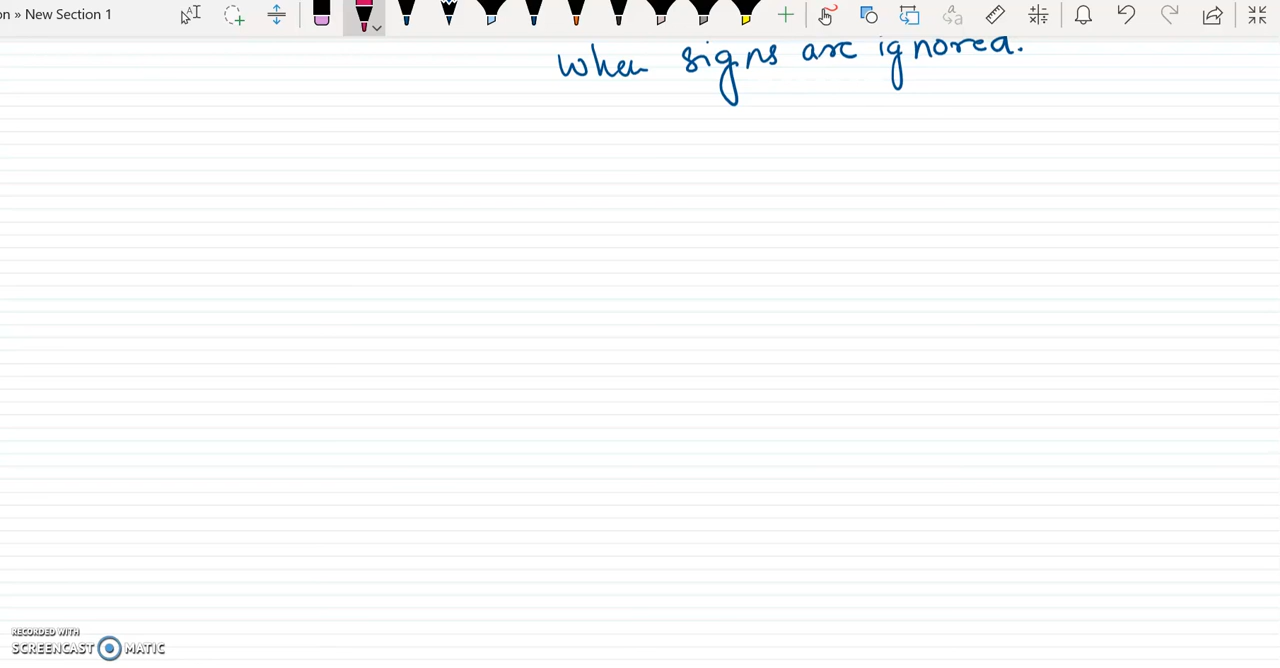 on » New Section 1
when signs are ignored.
RECORDED WITH
SCREENCAST MATIC